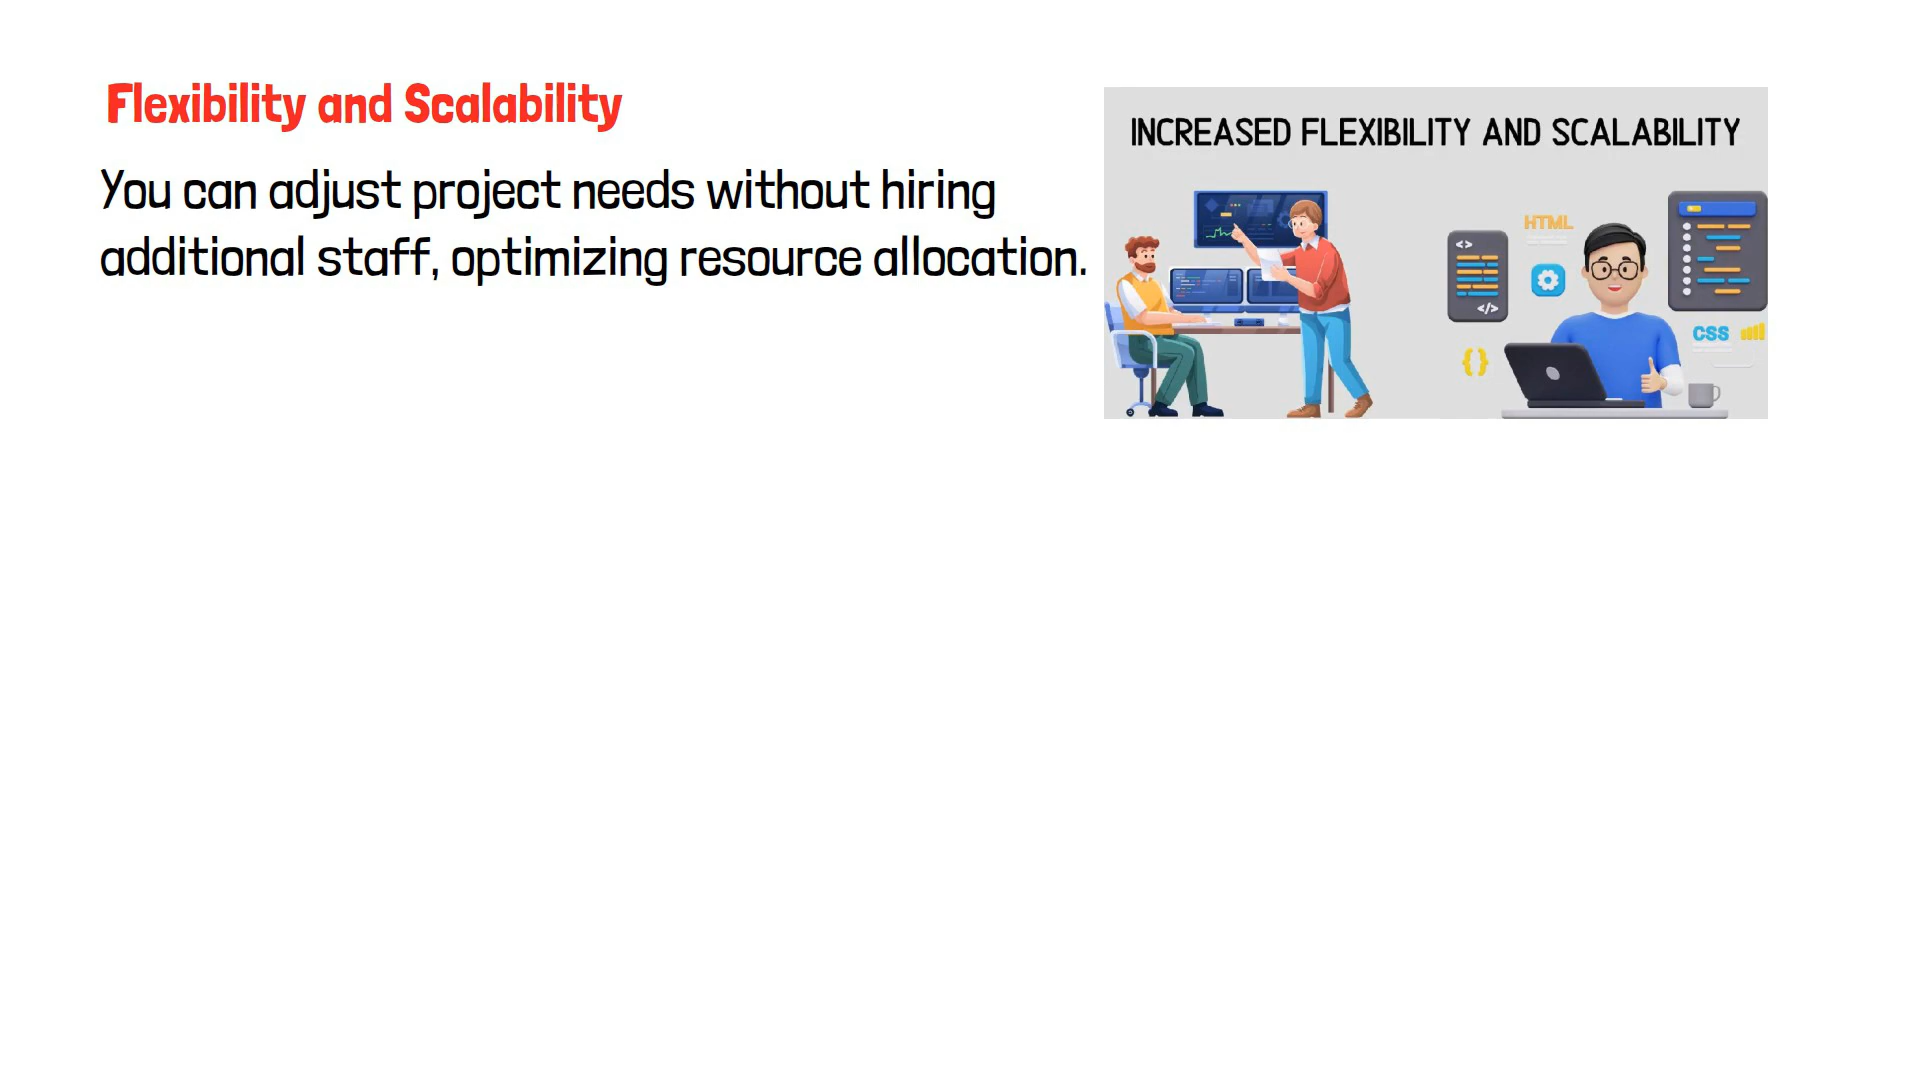 Flexibility and Scalability
You can adjust project needs without hiring
additional staff, optimizing resource allocation.
INCREASED FLEXIBILITY AND SCALABILITY
HTML
<>
</>
{}
CSS